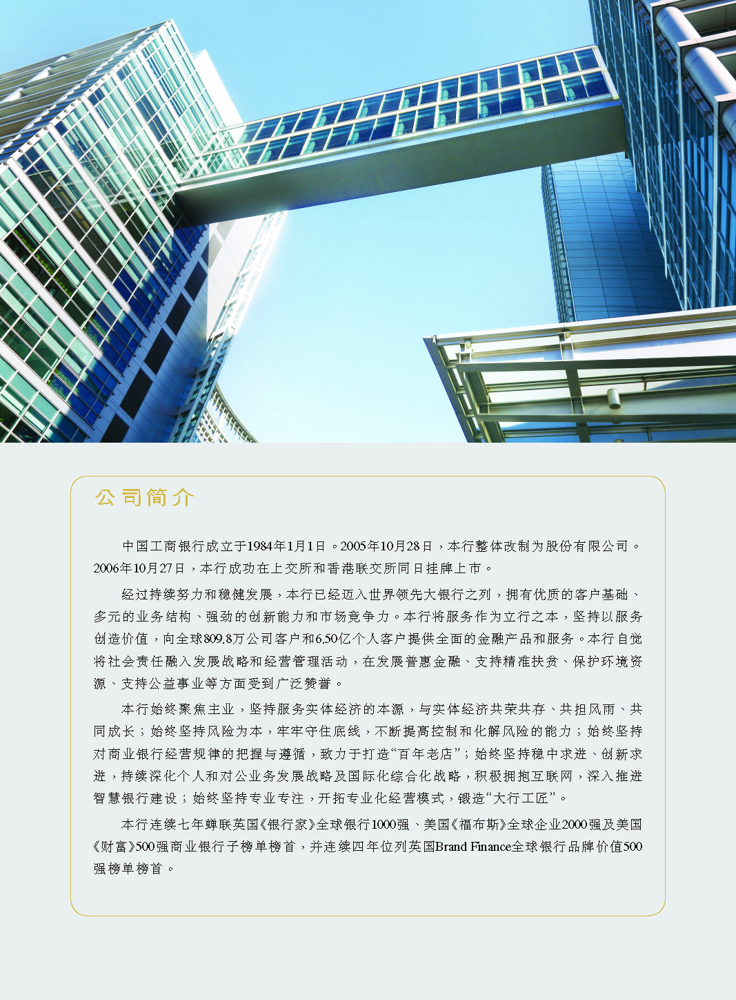 公司简介
中国工商银行成立于1984年1月1日。2005年10月28日，本行整体改制为股份有限公司。
2006年10月27日，本行成功在上交所和香港联交所同日挂牌上市。
经过持续努力和稳健发展，本行已经迈入世界领先大银行之列，拥有优质的客户基础、
多元的业务结构、强劲的创新能力和市场竞争力。本行将服务作为立行之本，坚持以服务
创造价值，向全球809.8万公司客户和6.50亿个人客户提供全面的金融产品和服务。本行自觉
将社会责任融入发展战略和经营管理活动，在发展普惠金融、支持精准扶贫、保护环境资
源、支持公益事业等方面受到广泛赞誉。
本行始终聚焦主业，坚持服务实体经济的本源，与实体经济共荣共存、共担风雨、共
同成长；始终坚持风险为本，牢牢守住底线，不断提高控制和化解风险的能力；始终坚持
对商业银行经营规律的把握与遵循，致力于打造“百年老店”；始终坚持稳中求进、创新求
进，持续深化个人和对公业务发展战略及国际化综合化战略，积极拥抱互联网，深入推进
智慧银行建设；始终坚持专业专注，开拓专业化经营模式，锻造“大行工匠”。
本行连续七年蝉联英国《银行家》全球银行1000强、美国《福布斯》全球企业2000强及美国
《财富》500强商业银行子榜单榜首，并连续四年位列英国Brand Finance全球银行品牌价值500
强榜单榜首。